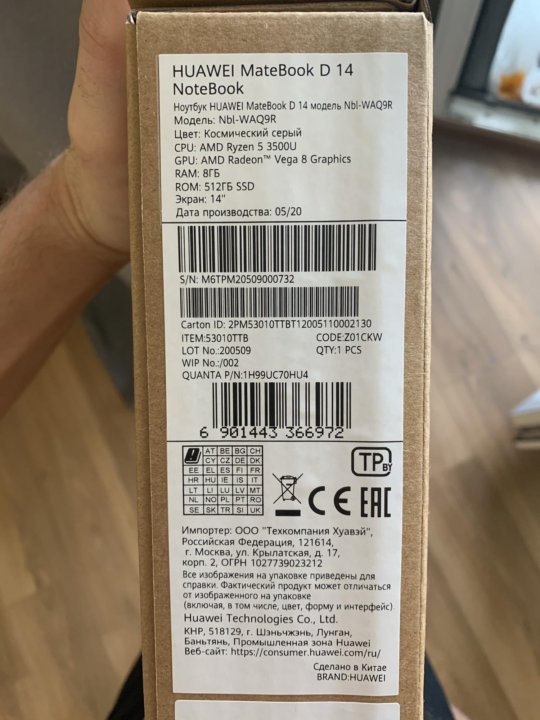 HUAWEI MateBook D 14
NoteBook
Ноутбук HUAWEI MateBook D 14 модель Nbl-WAQ9R
Модель: Nbl-WAQ9R
Цвет: Космический серый
CPU: AMD Ryzen 5 3500U
GPU: AMD Radeon™ Vega 8 Graphics
RAM: 8ГБ
ROM: 512ГБ SSD
Экран: 14"
Дата производства: 05/20
S/N: M6TPM20509000732
Carton ID: 2PM53010TTBT12005110002130
ITEM:53010TTB CODE:Z01CKW
LOT No.:200509 QTY:1 PCS
WIP No.:/002
QUANTA P/N:1H99UC70HU4
6 901443 366972
AT BE BG CH
CY CZ DE DK
EE EL ES FI FR
HR HU IE IS IT
LT LI LU LV MT
NL NO PL PT RO
SE SK TR SI UK
TP BY
CE EAC
Импортер: ООО "Техкомпания Хуавэй",
Российская Федерация, 121614,
г. Москва, ул. Крылатская, д. 17,
корп. 2, ОГРН 1027739023212
Все изображения на упаковке приведены для
справки. Фактический продукт может отличаться
от изображенного на упаковке
(включая, в том числе, цвет, форму и интерфейс)
Huawei Technologies Co., Ltd.
КНР, 518129, г. Шэньчжэнь, Лунган,
Баньтянь, Промышленная зона Huawei
Веб-сайт: https://consumer.huawei.com/ru/
Сделано в Китае
BRAND:HUAWEI